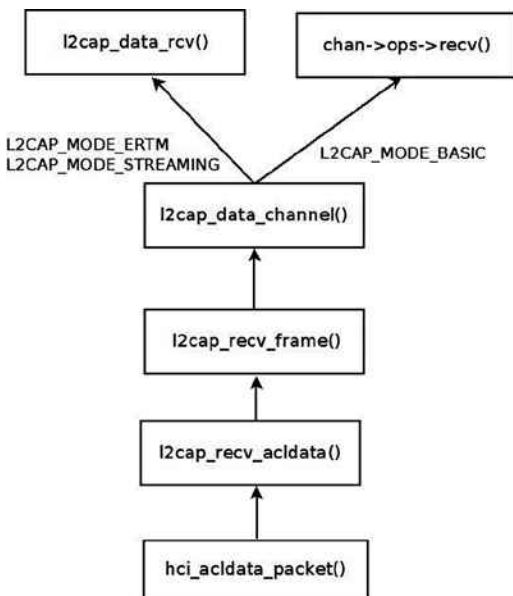 l2cap_data_rcv()
chan->ops->recv()
L2CAP_MODE_ERTM
L2CAP_MODE_STREAMING
L2CAP_MODE_BASIC
l2cap_data_channel()
l2cap_recv_frame()
l2cap_recv_acldata()
hci_acldata_packet()